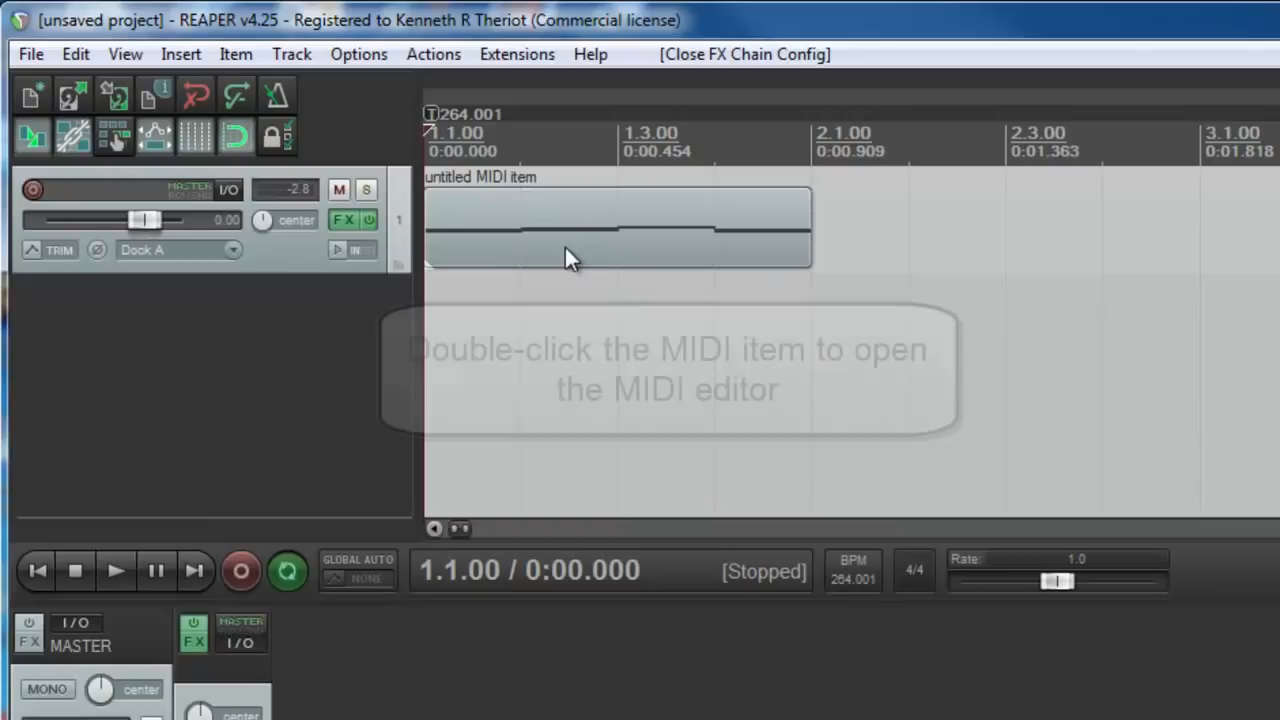 [unsaved project] - REAPER v4.25 - Registered to Kenneth R Theriot (Commercial license)
File Edit View Insert Item Track Options Actions Extensions Help [Close FX Chain Config]
T 264.001
1.1.00 1.3.00 2.1.00 2.3.00 3.1.00
0:00.000 0:00.454 0:00.909 0:01.363 0:01.818
untitled MIDI item
MASTER I/O -2.8 M S
0.00 center FX 1
TRIM Dock A IN
Double-click the MIDI item to open
the MIDI editor
GLOBAL AUTO
NONE
1.1.00 / 0:00.000 [Stopped]
BPM
264.001
4/4
Rate: 1.0
I/O
FX MASTER
MASTER
FX I/O
MONO center
center